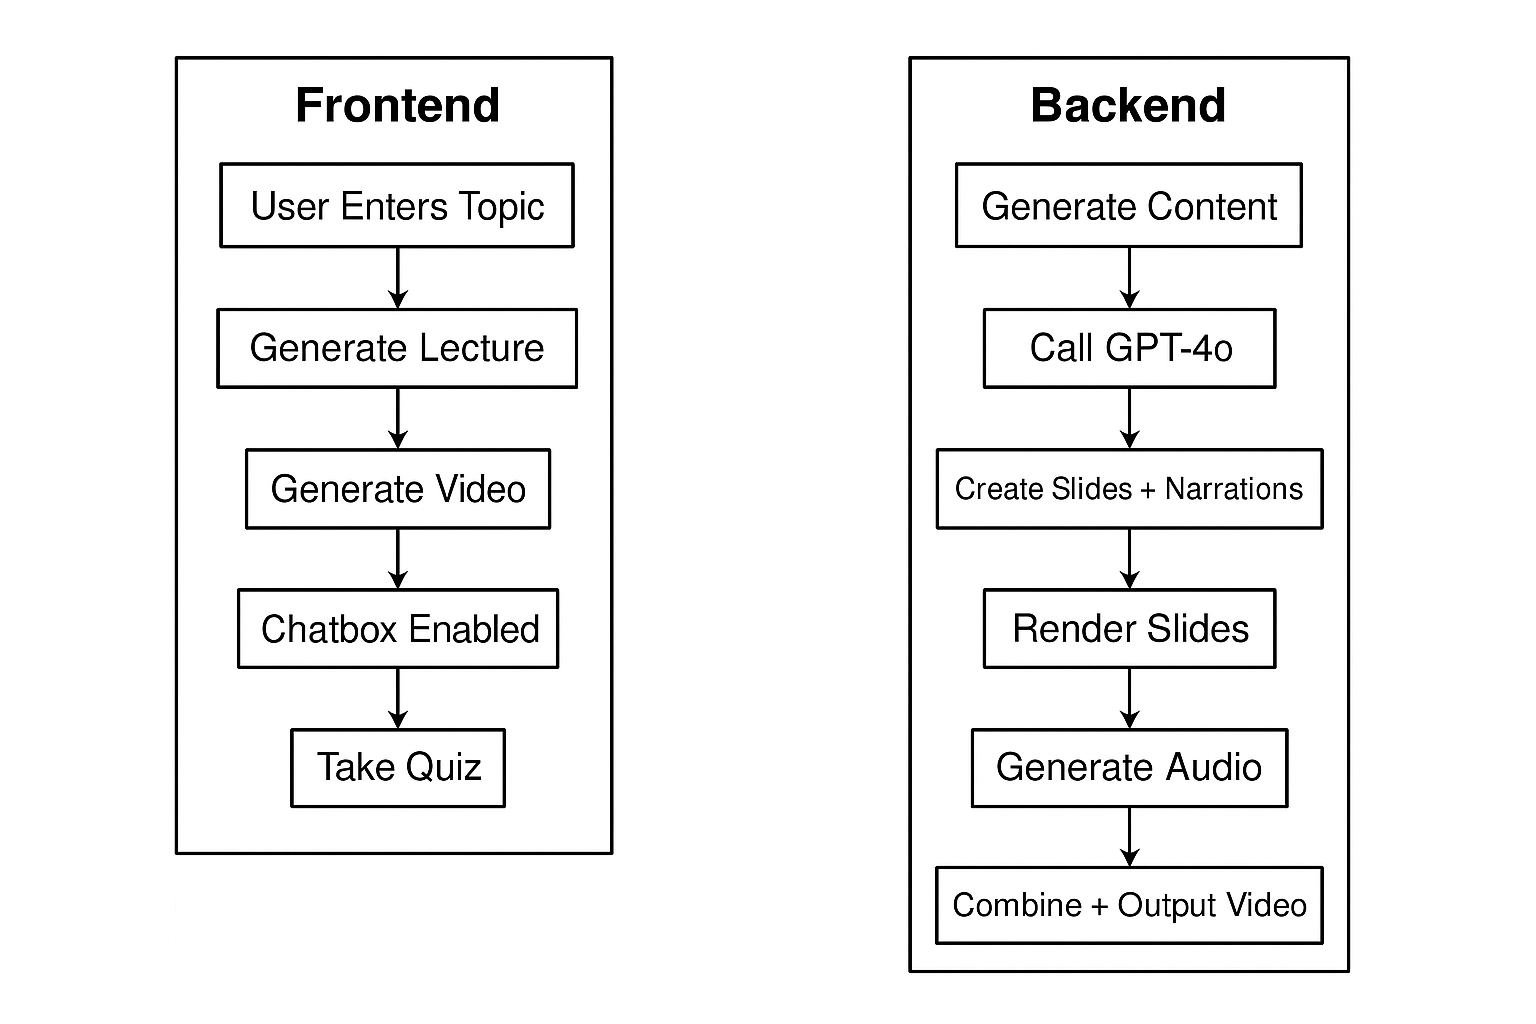 Frontend
User Enters Topic
Generate Lecture
Generate Video
Chatbox Enabled
Take Quiz
Backend
Generate Content
Call GPT-4o
Create Slides + Narrations
Render Slides
Generate Audio
Combine + Output Video